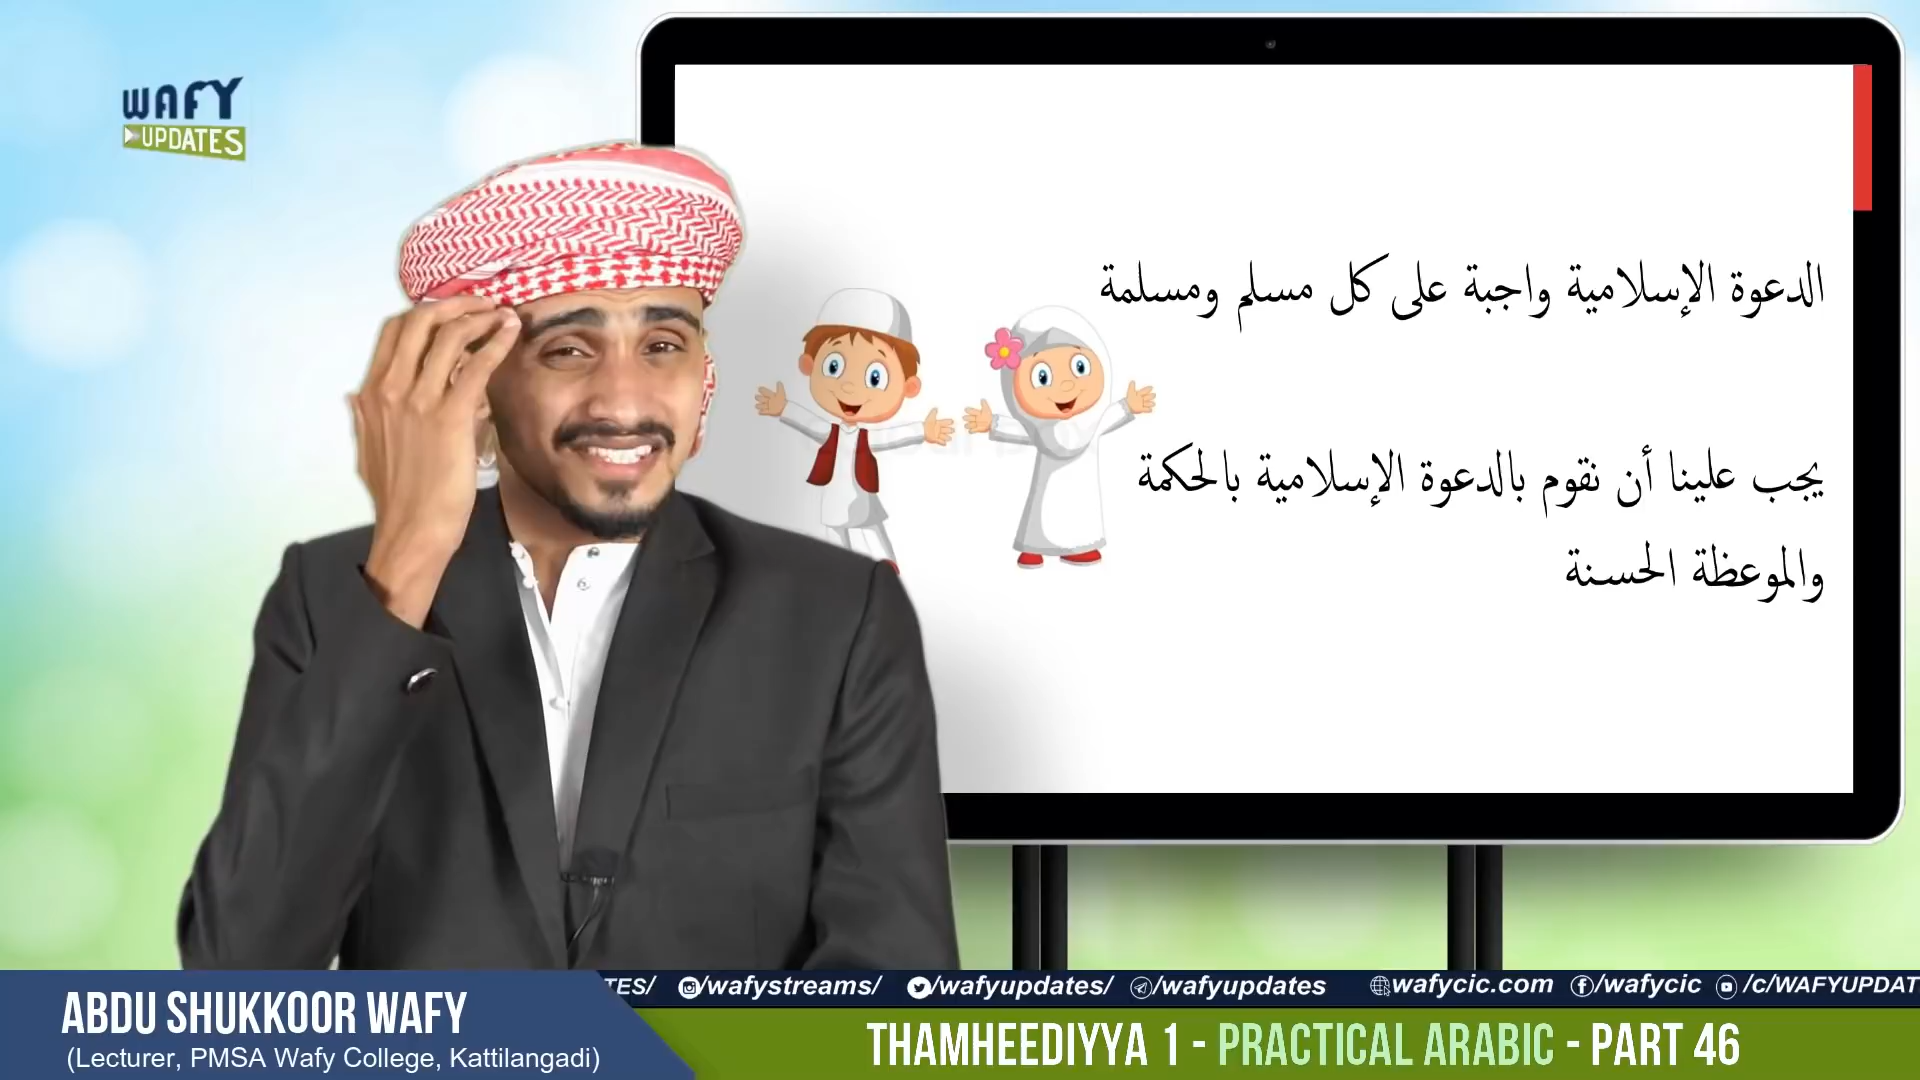 WAFY
UPDATES
الدعوة الإسلامية واجبة على كل مسلم ومسلمة
يجب علينا أن نقوم بالدعوة الإسلامية بالحكمة
والموعظة الحسنة
TES/ /wafystreams/ /wafyupdates/ /wafyupdates wafycic.com /wafycic /c/WAFYUPDAT
ABDU SHUKKOOR WAFY
(Lecturer, PMSA Wafy College, Kattilangadi)
THAMHEEDIYYA 1 - PRACTICAL ARABIC - PART 46